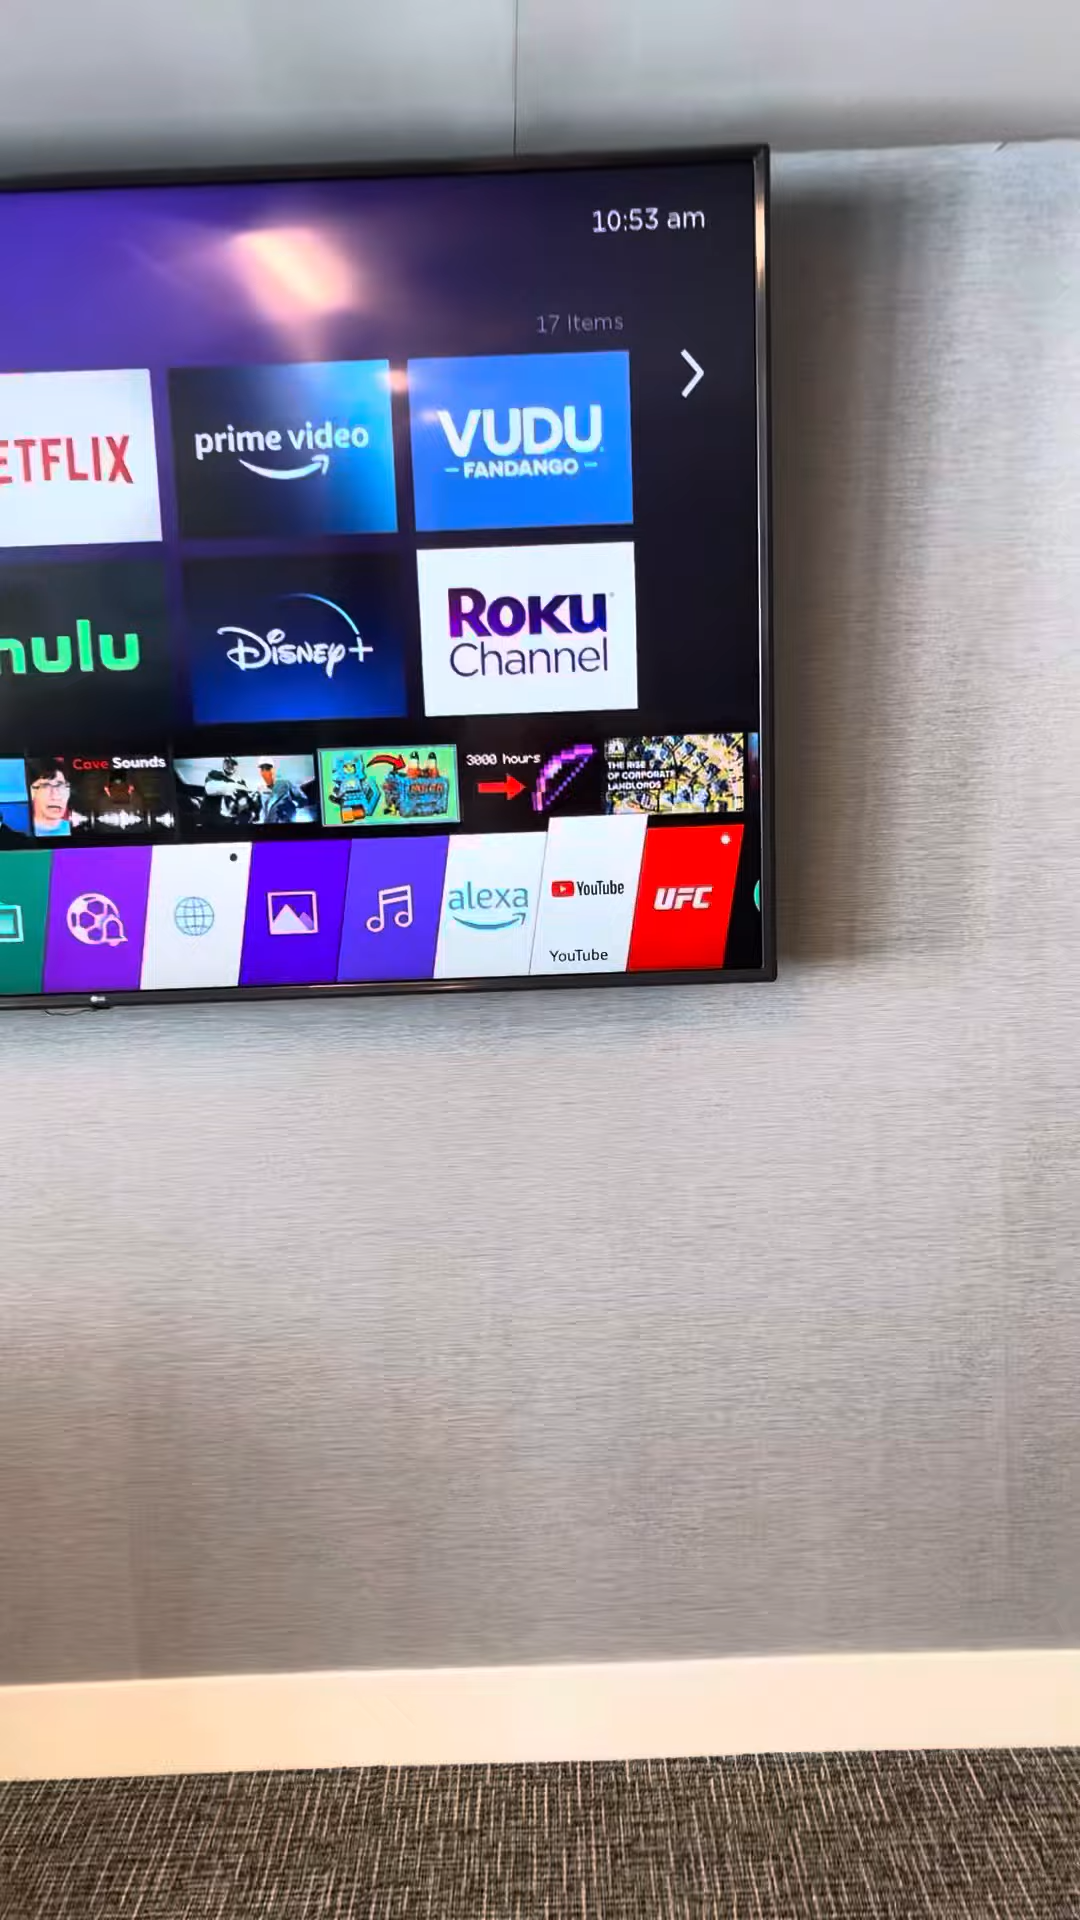 10:53 am
17 Items
ETFLIX
prime video
VUDU
FANDANGO
hulu
Disney+
Roku
Channel
Cave Sounds
3000 hours
THE RISE
OF CORPORATE
LANDLORDS
alexa
YouTube
YouTube
UFC